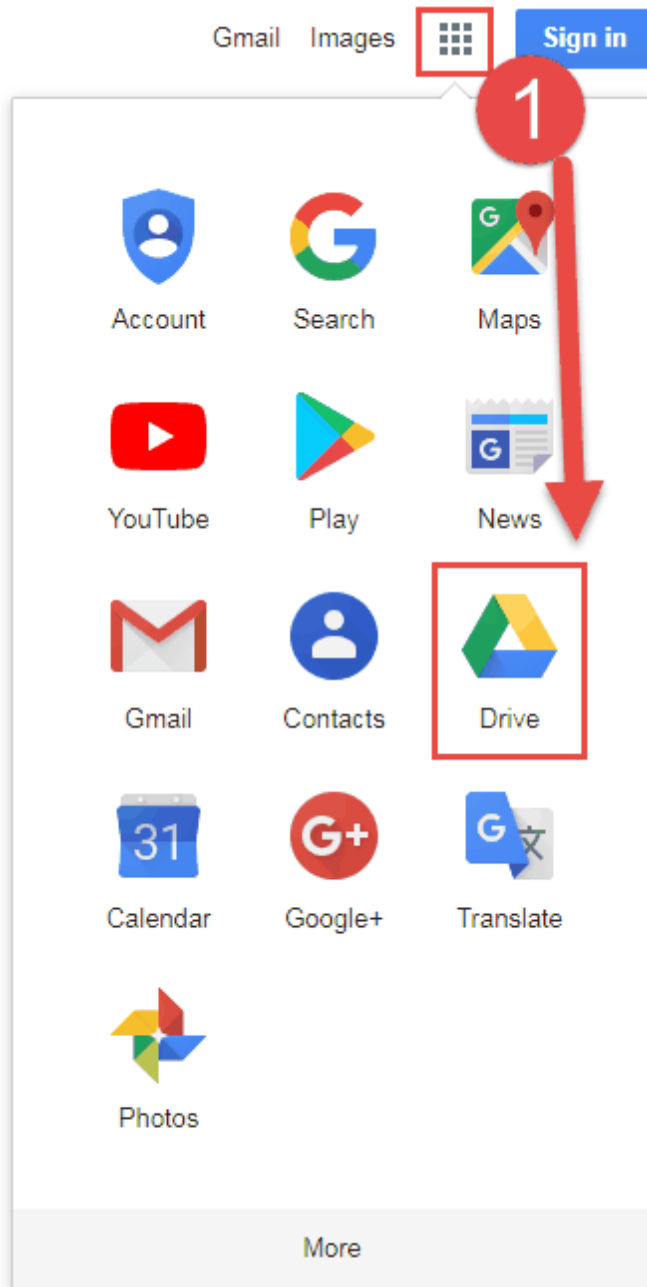 Gmail Images Sign in
1
Account Search Maps
G
YouTube Play News
G
Gmail Contacts Drive
31 G+ G 文
Calendar Google+ Translate
Photos
More